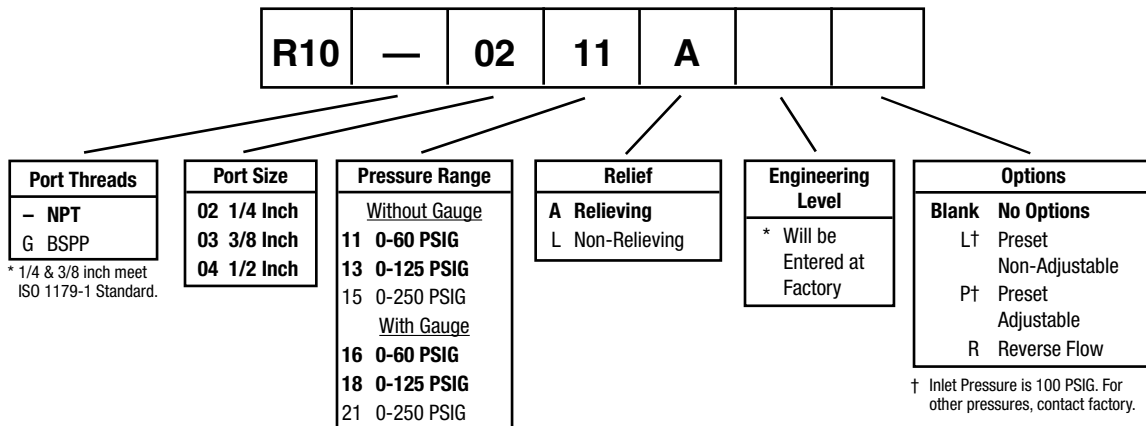 R10 — 02 11 A
Port Threads
– NPT
G BSPP
* 1/4 & 3/8 inch meet
ISO 1179-1 Standard.
Port Size
02 1/4 Inch
03 3/8 Inch
04 1/2 Inch
Pressure Range
Without Gauge
11 0-60 PSIG
13 0-125 PSIG
15 0-250 PSIG
With Gauge
16 0-60 PSIG
18 0-125 PSIG
21 0-250 PSIG
Relief
A Relieving
L Non-Relieving
Engineering
Level
* Will be
Entered at
Factory
Options
Blank No Options
L† Preset
Non-Adjustable
P† Preset
Adjustable
R Reverse Flow
† Inlet Pressure is 100 PSIG. For
other pressures, contact factory.